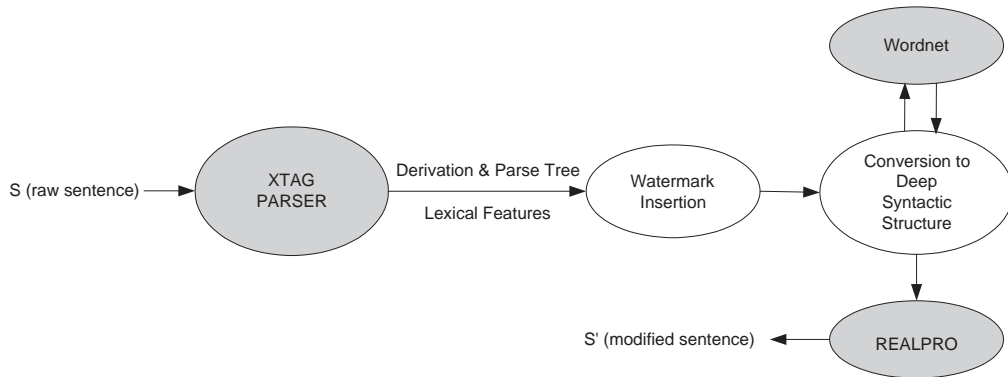 Wordnet
S (raw sentence)
XTAG
PARSER
Derivation & Parse Tree
Lexical Features
Watermark
Insertion
Conversion to
Deep
Syntactic
Structure
S' (modified sentence)
REALPRO